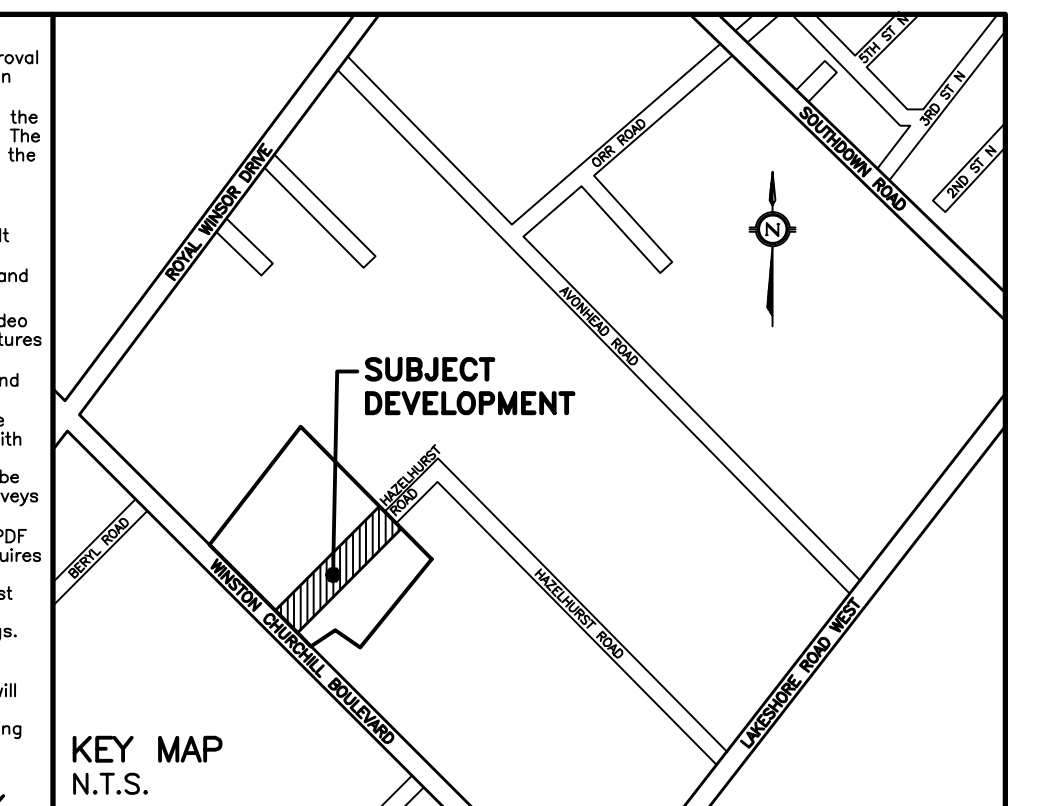 roval
n
the
The
the
lt
and
deo
tures
nd
e
ith
be
veys
PDF
uires
st
gs.
will
ng
5TH ST N
3RD ST N
2ND ST N
SOUTHDOWN ROAD
ORR ROAD
ROYAL WINSOR DRIVE
N
AVONHEAD ROAD
SUBJECT
DEVELOPMENT
HAZELHURST
ROAD
BERYL ROAD
HAZELHURST ROAD
WINSTON CHURCHILL BOULEVARD
LAKESHORE ROAD WEST
KEY MAP
N.T.S.